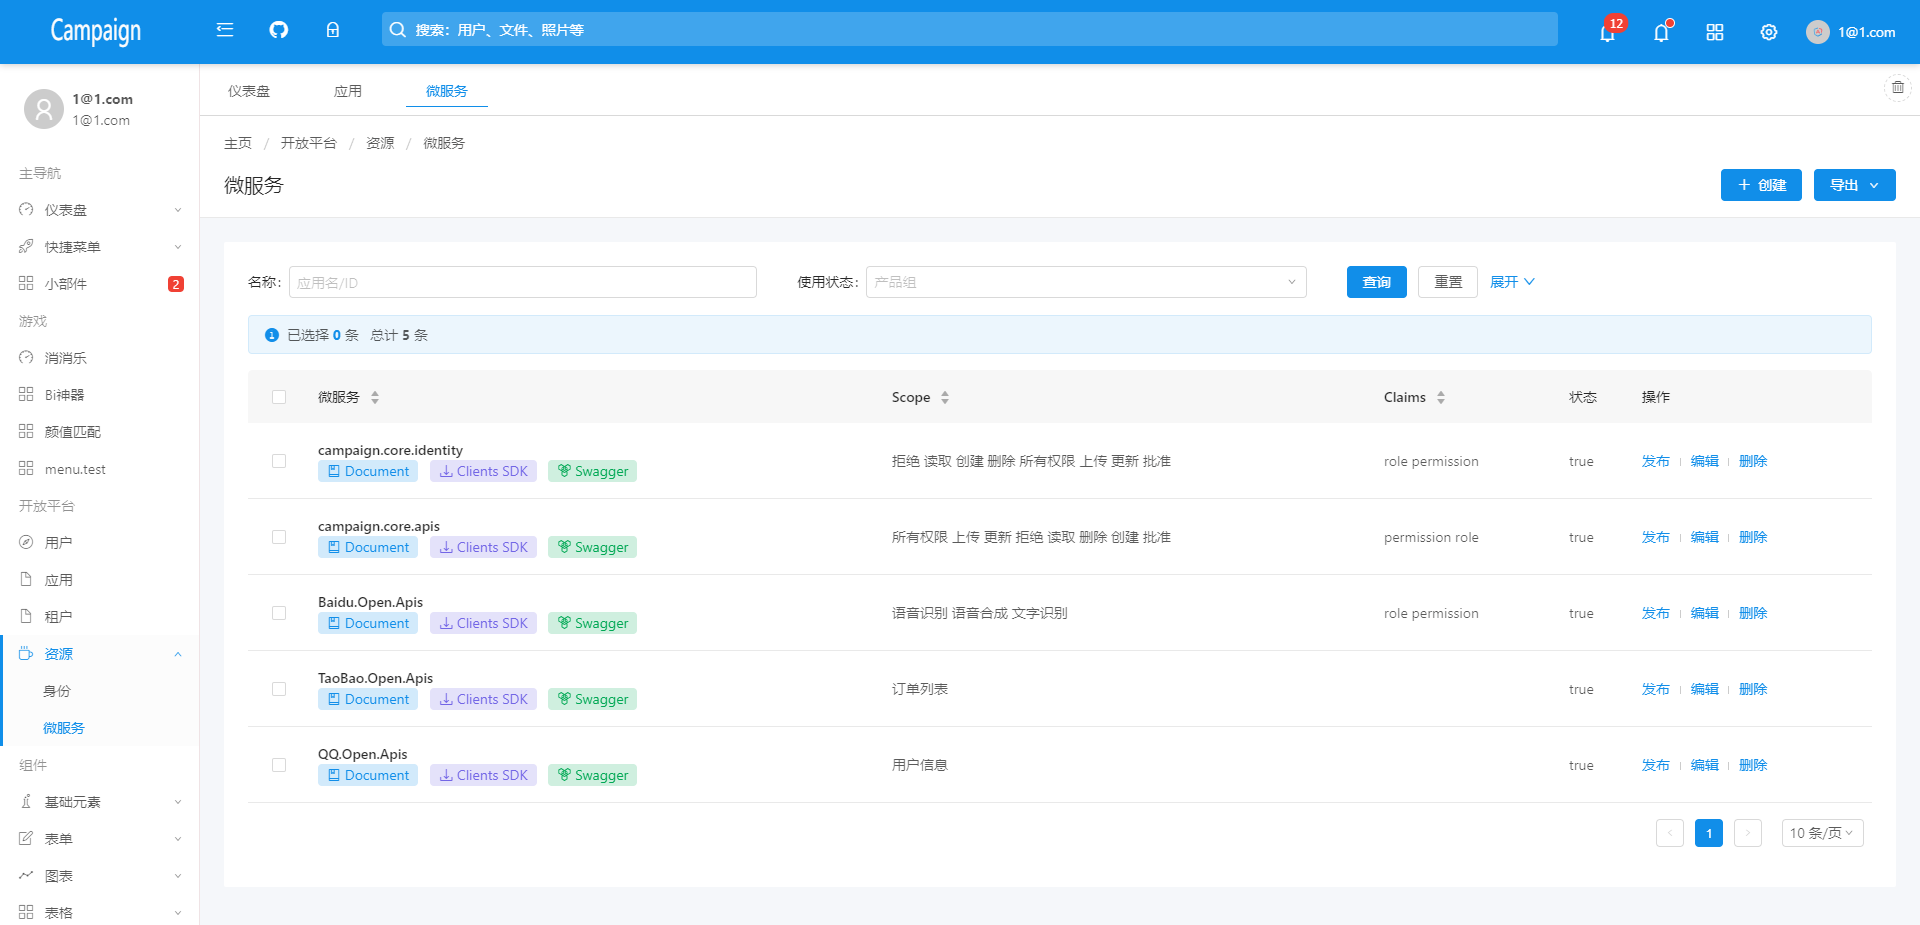 Campaign
搜索：用户、文件、照片等
12
1@1.com
1@1.com
1@1.com
主导航
仪表盘
快捷菜单
小部件 2
游戏
消消乐
Bi神器
颜值匹配
menu.test
开放平台
用户
应用
租户
资源
身份
微服务
组件
基础元素
表单
图表
表格
仪表盘 应用 微服务
主页 / 开放平台 / 资源 / 微服务
微服务
创建 导出
名称： 应用名/ID 使用状态： 产品组 查询 重置 展开
已选择 0 条 总计 5 条
微服务 Scope Claims 状态 操作
campaign.core.identity
Document Clients SDK Swagger
拒绝 读取 创建 删除 所有权限 上传 更新 批准 role permission true 发布 编辑 删除
campaign.core.apis
Document Clients SDK Swagger
所有权限 上传 更新 拒绝 读取 删除 创建 批准 permission role true 发布 编辑 删除
Baidu.Open.Apis
Document Clients SDK Swagger
语音识别 语音合成 文字识别 role permission true 发布 编辑 删除
TaoBao.Open.Apis
Document Clients SDK Swagger
订单列表 true 发布 编辑 删除
QQ.Open.Apis
Document Clients SDK Swagger
用户信息 true 发布 编辑 删除
1 10 条/页